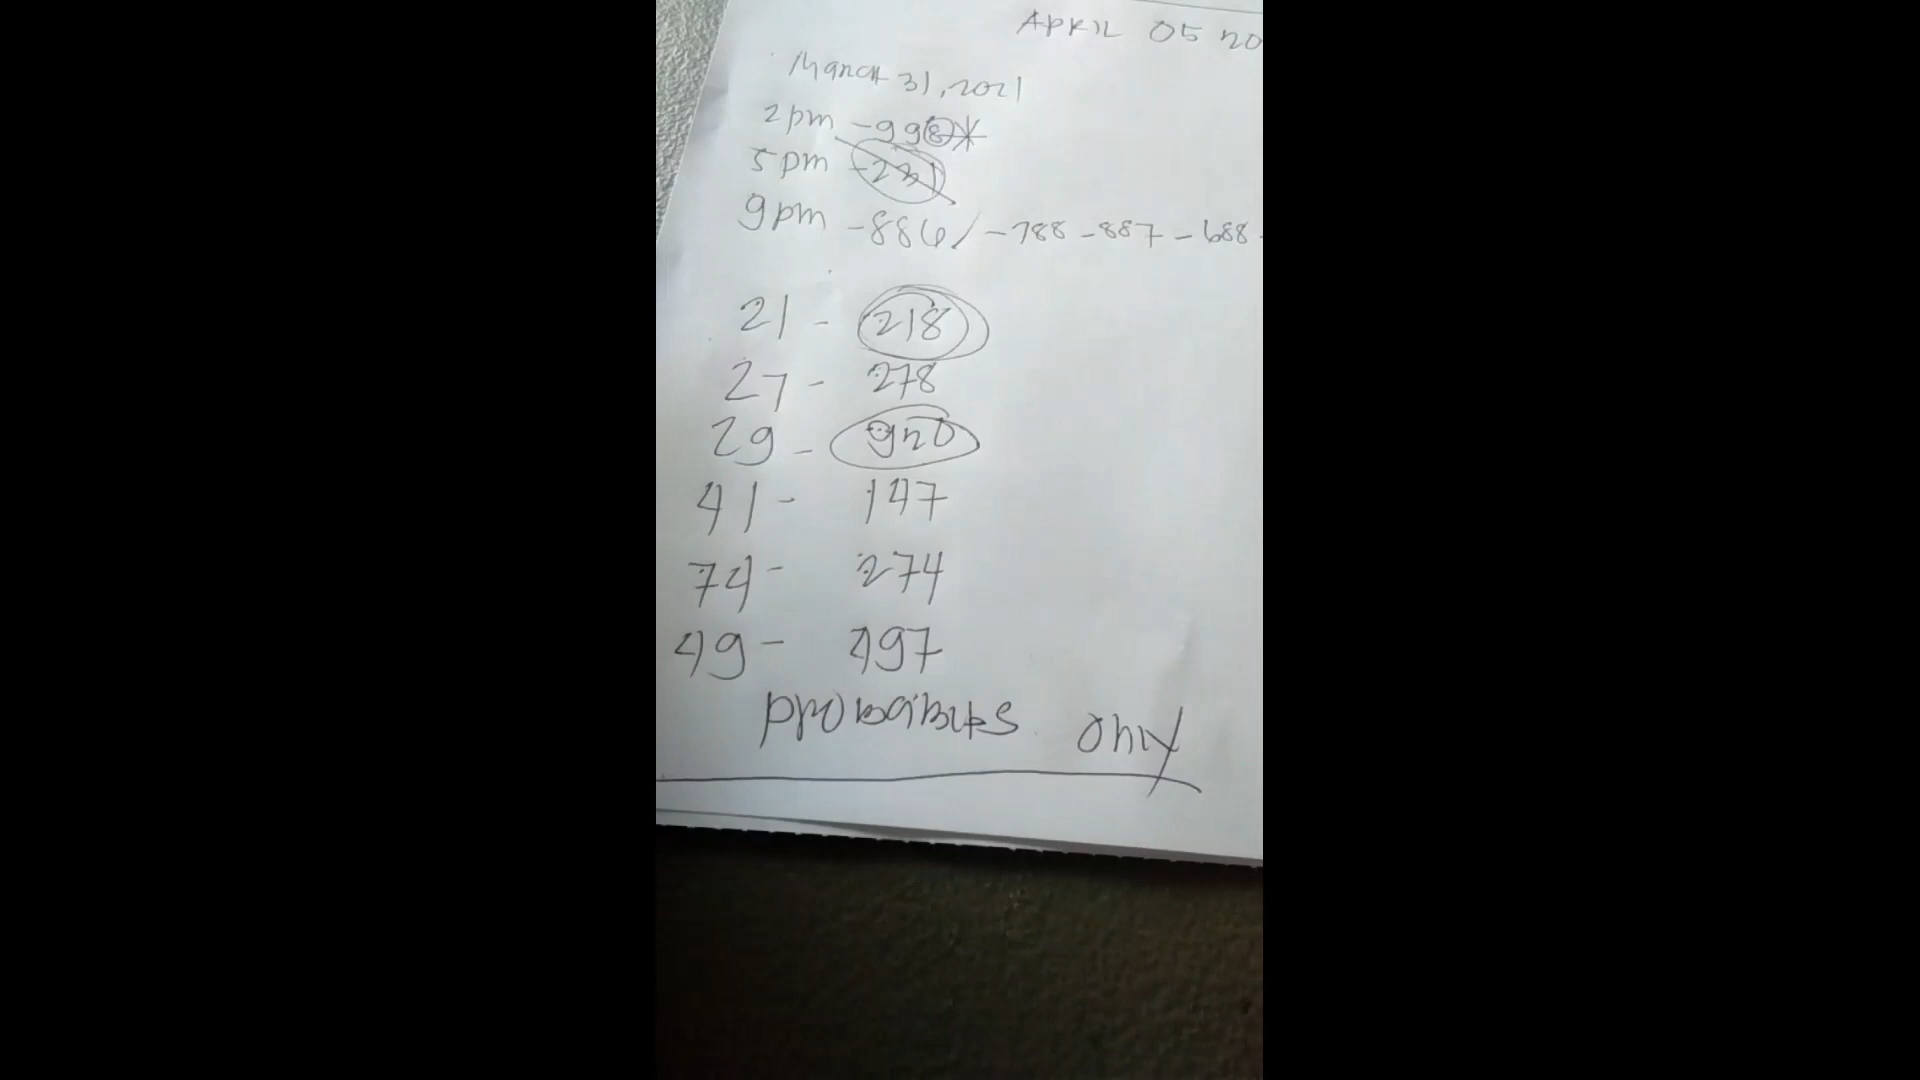 APRIL 05 20
March 31, 2021
2pm - 998*
5pm - 231
9pm - 886/ - 788 - 887 - 688 -
21 - 218
27 - 278
29 - 920
41 - 147
74 - 274
49 - 497
only